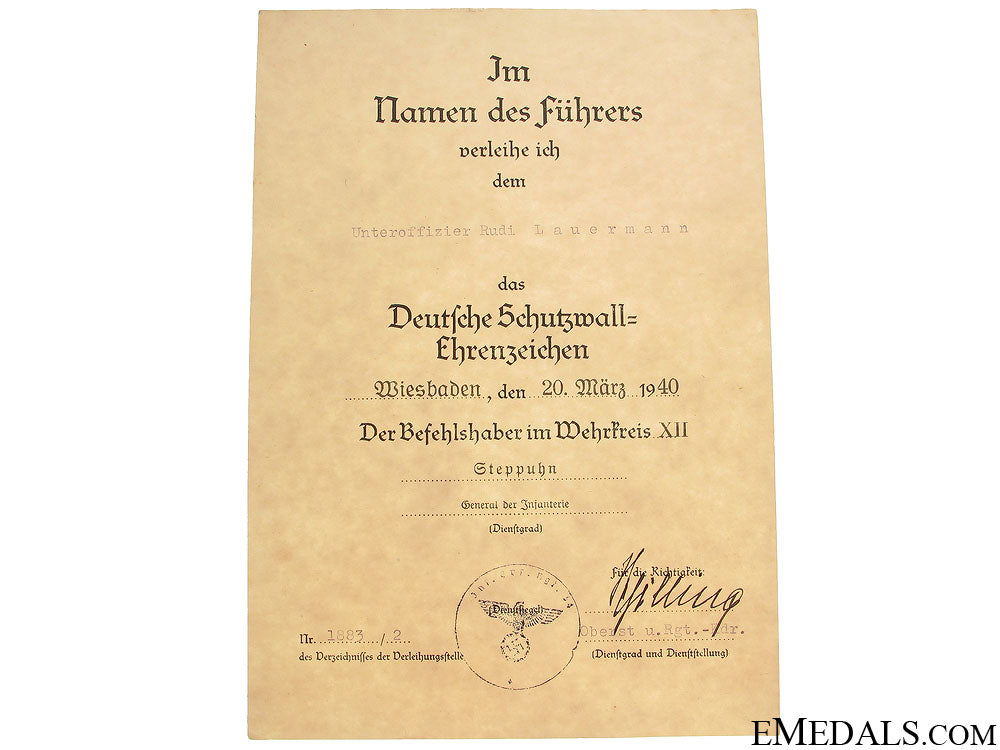 Im
Namen des Führers
verleihe ich
dem
Unteroffizier Rudi Lauermann
das
Deutsche Schutzwall=
Ehrenzeichen
Wiesbaden, den 20. März 1940
Der Befehlshaber im Wehrkreis XII
Steppuhn
General der Infanterie
(Dienstgrad)
Für die Richtigkeit:
(Dienstsiegel)
Nr. 1883 / 2
Oberst u. Rgt.-Kdr.
des Verzeichnisses der Verleihungsstelle
(Dienstgrad und Dienststellung)
EMEDALS.COM